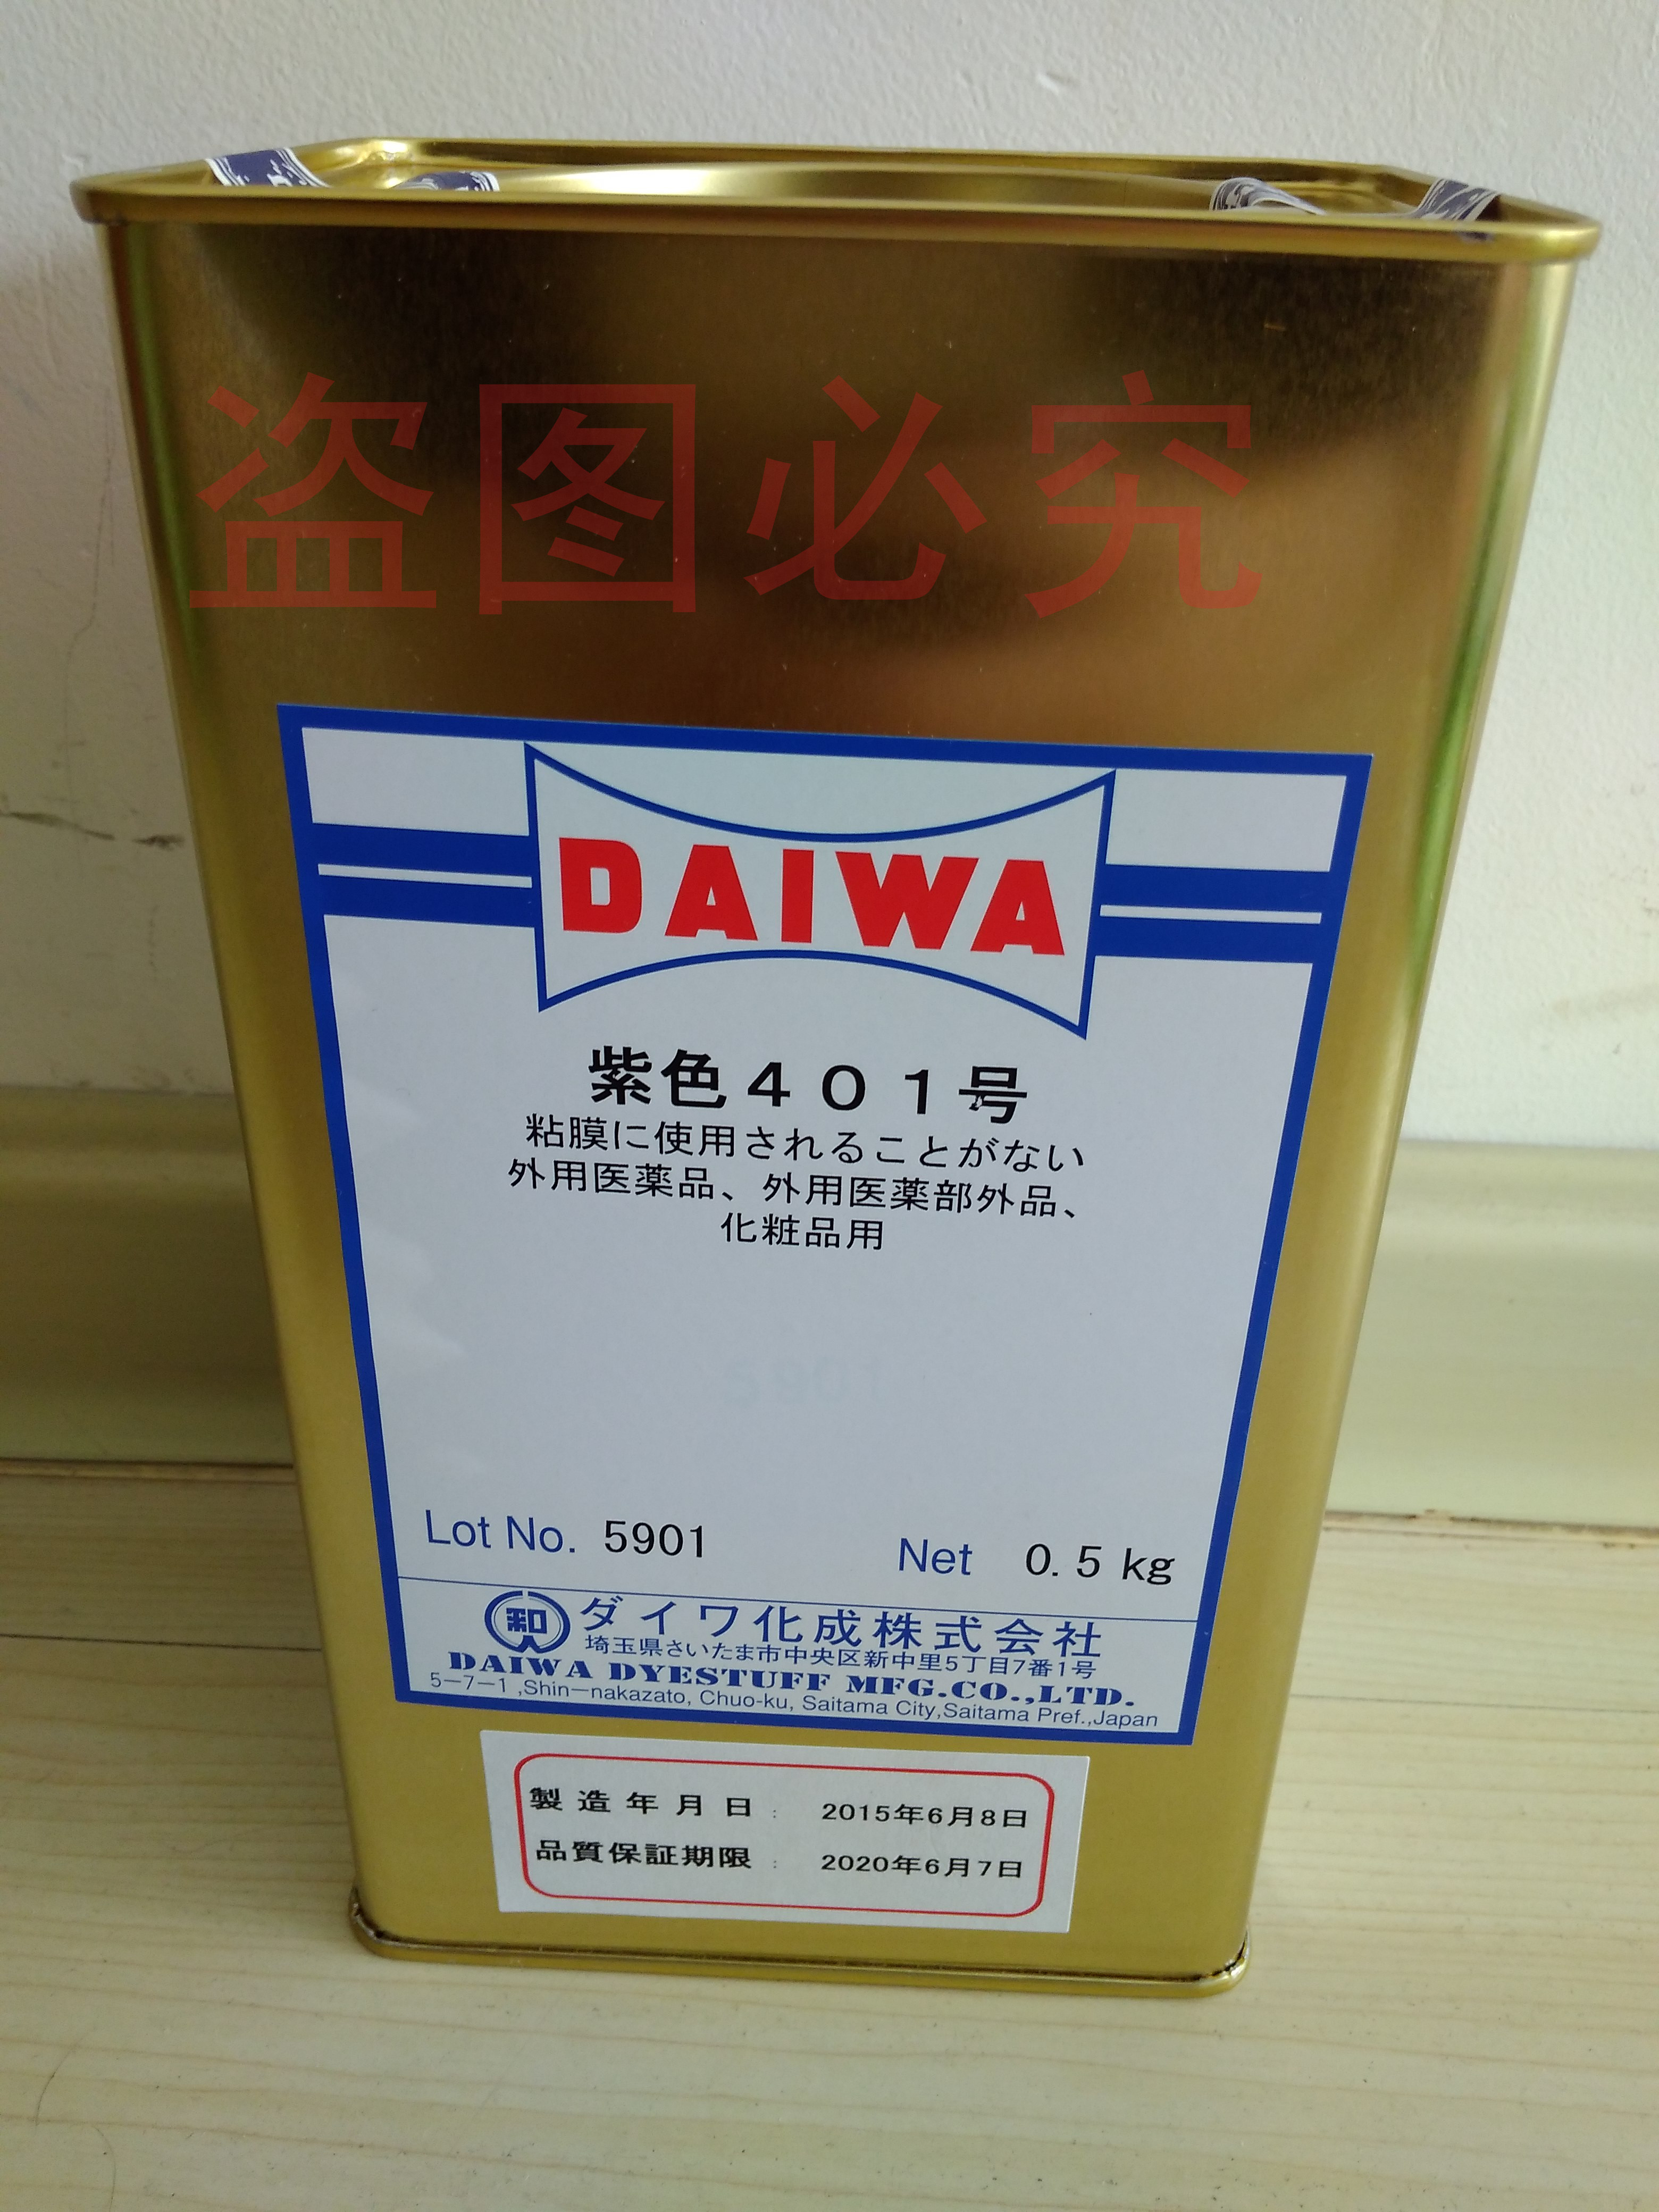 盗图必究
DAIWA
紫色401号
粘膜に使用されることがない
外用医薬品、外用医薬部外品、
化粧品用
Lot No. 5901 Net 0.5 kg
和 ダイワ化成株式会社
埼玉県さいたま市中央区新中里5丁目7番1号
DAIWA DYESTUFF MFG.CO.,LTD.
5-7-1 ,Shin-nakazato, Chuo-ku, Saitama City,Saitama Pref.,Japan
製造年月日: 2015年6月8日
品質保証期限: 2020年6月7日